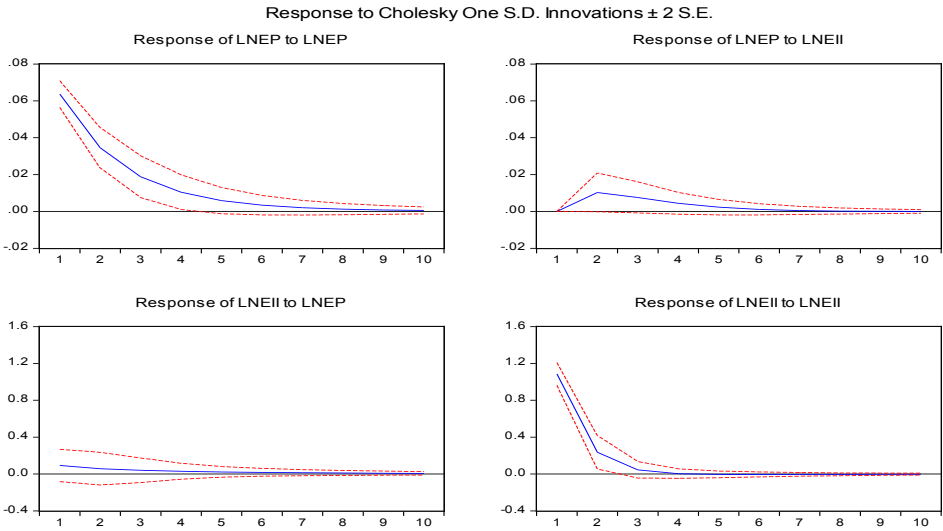 Response to Cholesky One S.D. Innovations ± 2 S.E.
Response of LNEP to LNEP
.08
.06
.04
.02
.00
-.02
1 2 3 4 5 6 7 8 9 10
Response of LNEP to LNEII
.08
.06
.04
.02
.00
-.02
1 2 3 4 5 6 7 8 9 10
Response of LNEII to LNEP
1.6
1.2
0.8
0.4
0.0
-0.4
1 2 3 4 5 6 7 8 9 10
Response of LNEII to LNEII
1.6
1.2
0.8
0.4
0.0
-0.4
1 2 3 4 5 6 7 8 9 10